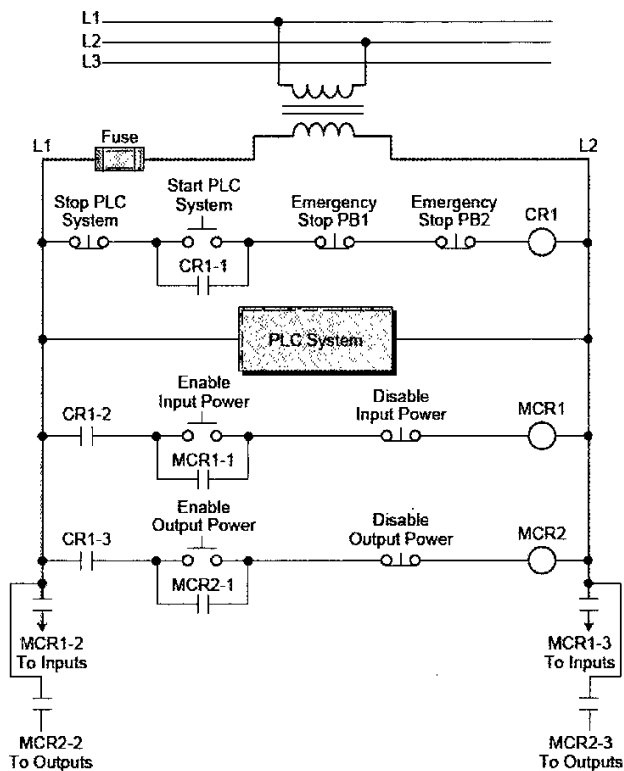 L1
L2
L3
L1
Fuse
L2
Stop PLC
System
Start PLC
System
Emergency
Stop PB1
Emergency
Stop PB2
CR1
CR1-1
PLC System
CR1-2
Enable
Input Power
Disable
Input Power
MCR1
MCR1-1
CR1-3
Enable
Output Power
Disable
Output Power
MCR2
MCR2-1
MCR1-2
To Inputs
MCR1-3
To Inputs
MCR2-2
To Outputs
MCR2-3
To Outputs